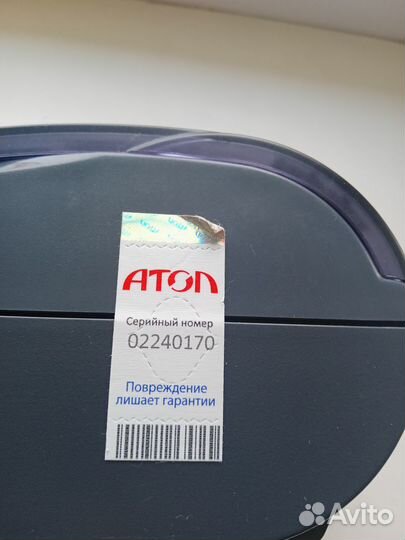 АТОЛ
Серийный номер
02240170
Повреждение
лишает гарантии
Avito